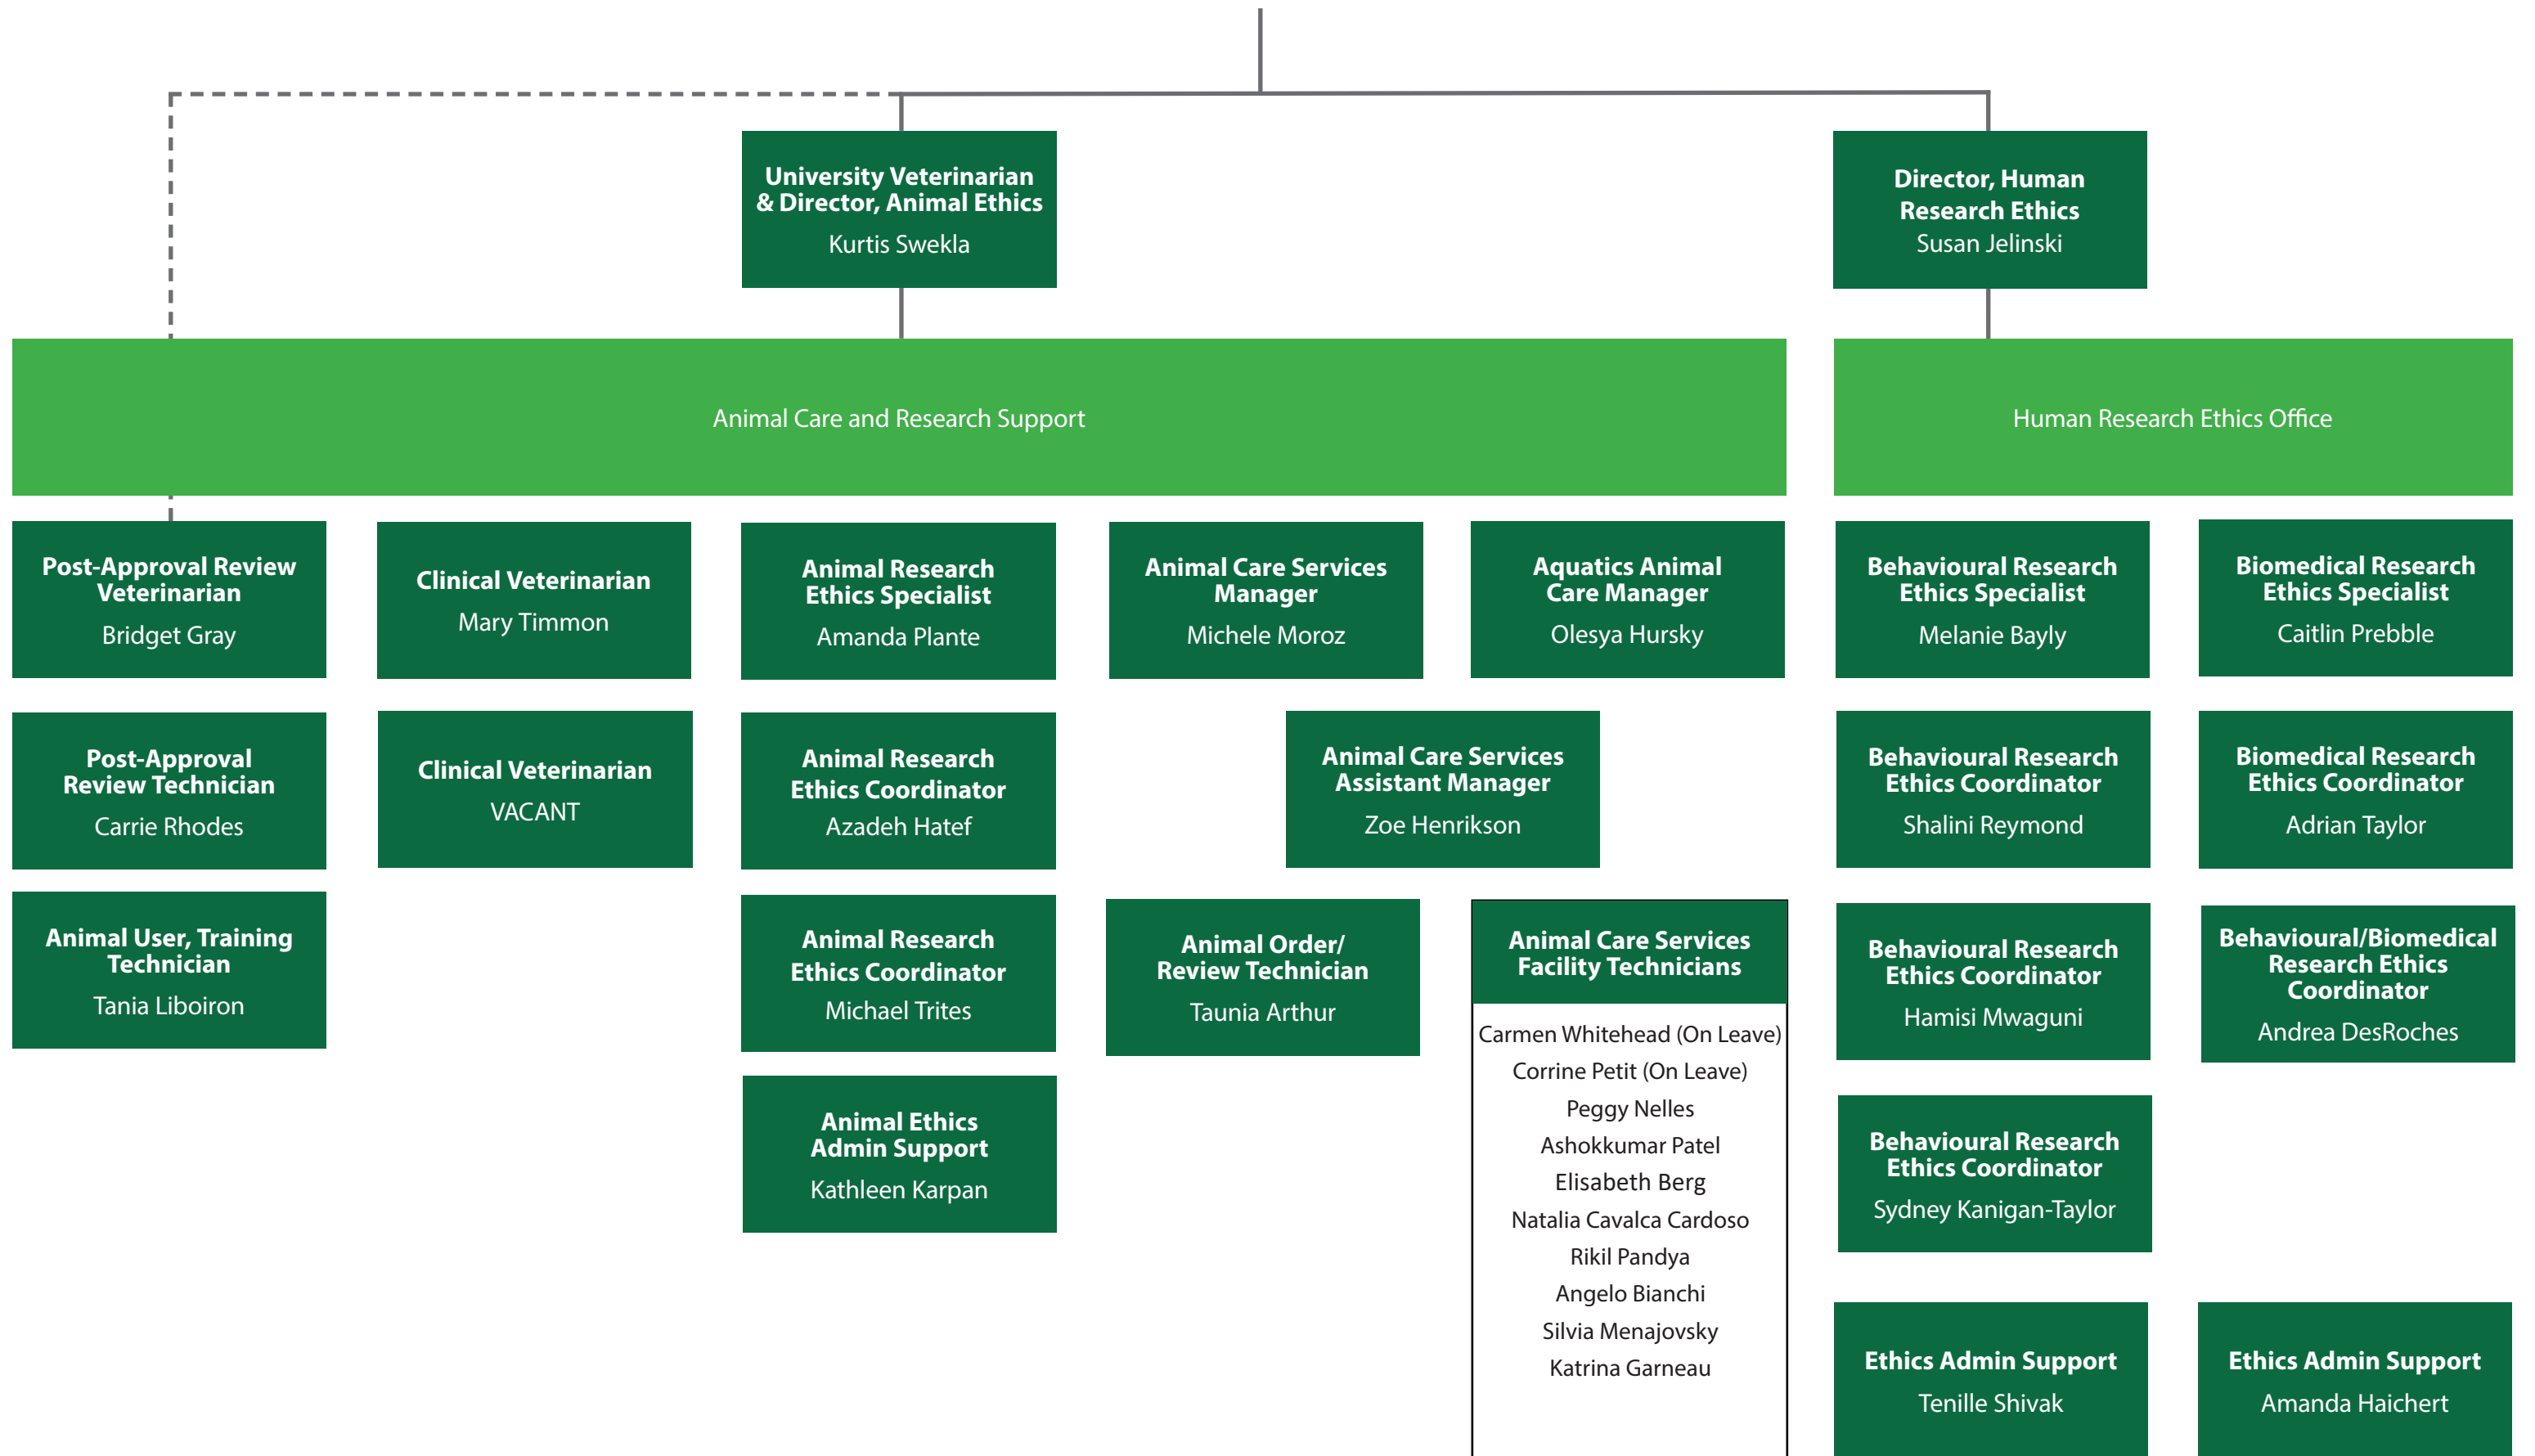 University Veterinarian
& Director, Animal Ethics
Kurtis Swekla
Director, Human
Research Ethics
Susan Jelinski
Animal Care and Research Support
Human Research Ethics Office
Post-Approval Review
Veterinarian
Bridget Gray
Clinical Veterinarian
Mary Timmon
Animal Research
Ethics Specialist
Amanda Plante
Animal Care Services
Manager
Michele Moroz
Aquatics Animal
Care Manager
Olesya Hursky
Behavioural Research
Ethics Specialist
Melanie Bayly
Biomedical Research
Ethics Specialist
Caitlin Prebble
Post-Approval
Review Technician
Carrie Rhodes
Clinical Veterinarian
VACANT
Animal Research
Ethics Coordinator
Azadeh Hatef
Animal Care Services
Assistant Manager
Zoe Henrikson
Behavioural Research
Ethics Coordinator
Shalini Reymond
Biomedical Research
Ethics Coordinator
Adrian Taylor
Animal User, Training
Technician
Tania Liboiron
Animal Research
Ethics Coordinator
Michael Trites
Animal Order/
Review Technician
Taunia Arthur
Animal Care Services
Facility Technicians
Carmen Whitehead (On Leave)
Corrine Petit (On Leave)
Peggy Nelles
Ashokkumar Patel
Elisabeth Berg
Natalia Cavalca Cardoso
Rikil Pandya
Angelo Bianchi
Silvia Menajovsky
Katrina Garneau
Behavioural Research
Ethics Coordinator
Hamisi Mwaguni
Behavioural/Biomedical
Research Ethics
Coordinator
Andrea DesRoches
Animal Ethics
Admin Support
Kathleen Karpan
Behavioural Research
Ethics Coordinator
Sydney Kanigan-Taylor
Ethics Admin Support
Tenille Shivak
Ethics Admin Support
Amanda Haichert